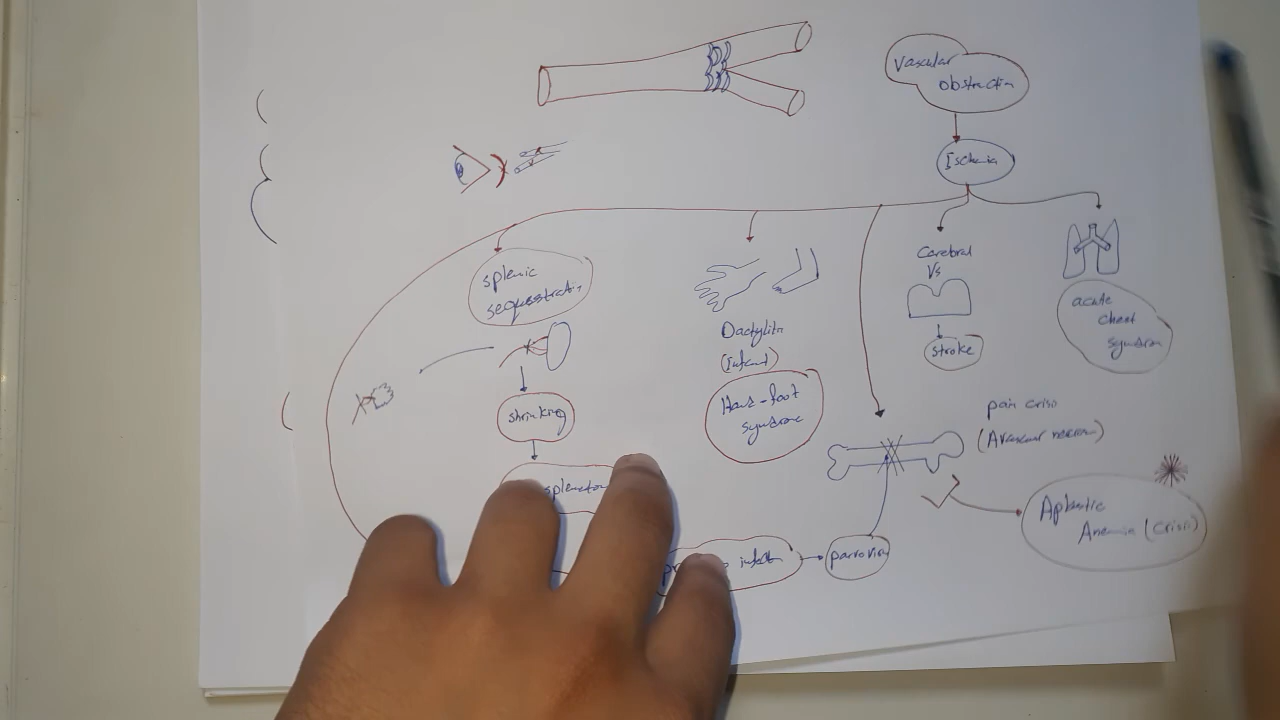 Vascular
obstruction
Ischemia
Cerebral
Vs
stroke
acute
chest
syndrom
splenic
sequestration
shrinking
Dactylitis
(Infant)
Hand-foot
syndrome
pain crisis
(Avascular necrosis)
Aplastic
Anemia (crisis)
parvovirus